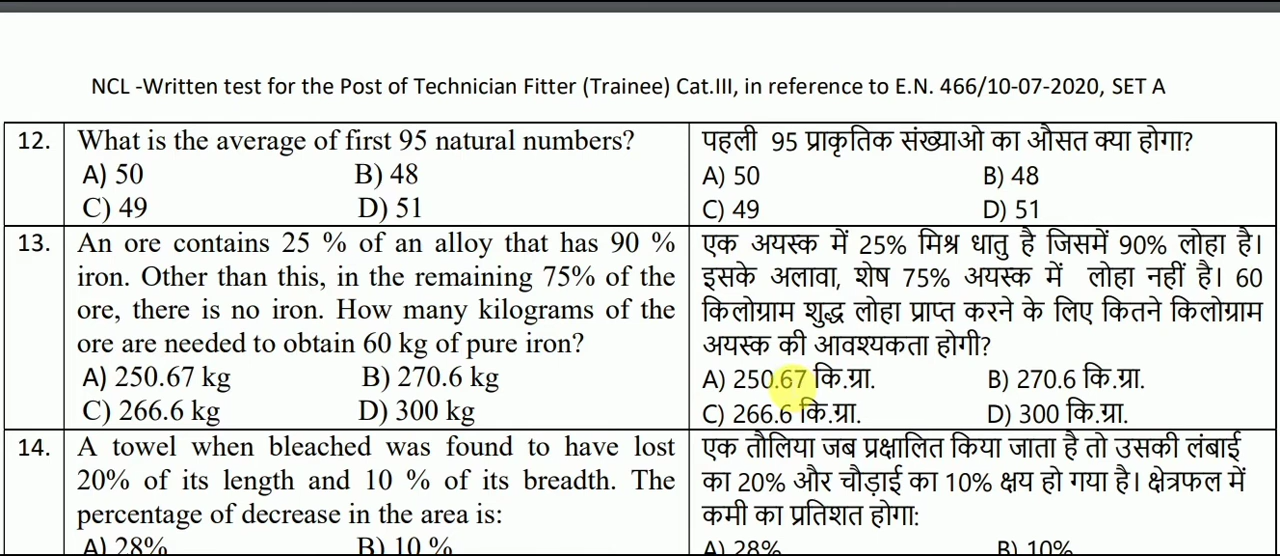 NCL -Written test for the Post of Technician Fitter (Trainee) Cat.III, in reference to E.N. 466/10-07-2020, SET A
12. What is the average of first 95 natural numbers?
A) 50 B) 48
C) 49 D) 51
पहली 95 प्राकृतिक संख्याओ का औसत क्या होगा?
A) 50 B) 48
C) 49 D) 51
13. An ore contains 25 % of an alloy that has 90 %
iron. Other than this, in the remaining 75% of the
ore, there is no iron. How many kilograms of the
ore are needed to obtain 60 kg of pure iron?
A) 250.67 kg B) 270.6 kg
C) 266.6 kg D) 300 kg
एक अयस्क में 25% मिश्र धातु है जिसमें 90% लोहा है।
इसके अलावा, शेष 75% अयस्क में लोहा नहीं है। 60
किलोग्राम शुद्ध लोहा प्राप्त करने के लिए कितने किलोग्राम
अयस्क की आवश्यकता होगी?
A) 250.67 कि.ग्रा. B) 270.6 कि.ग्रा.
C) 266.6 कि.ग्रा. D) 300 कि.ग्रा.
14. A towel when bleached was found to have lost
20% of its length and 10 % of its breadth. The
percentage of decrease in the area is:
A) 28% B) 10 %
एक तौलिया जब प्रक्षालित किया जाता है तो उसकी लंबाई
का 20% और चौड़ाई का 10% क्षय हो गया है। क्षेत्रफल में
कमी का प्रतिशत होगा:
A) 28% B) 10%